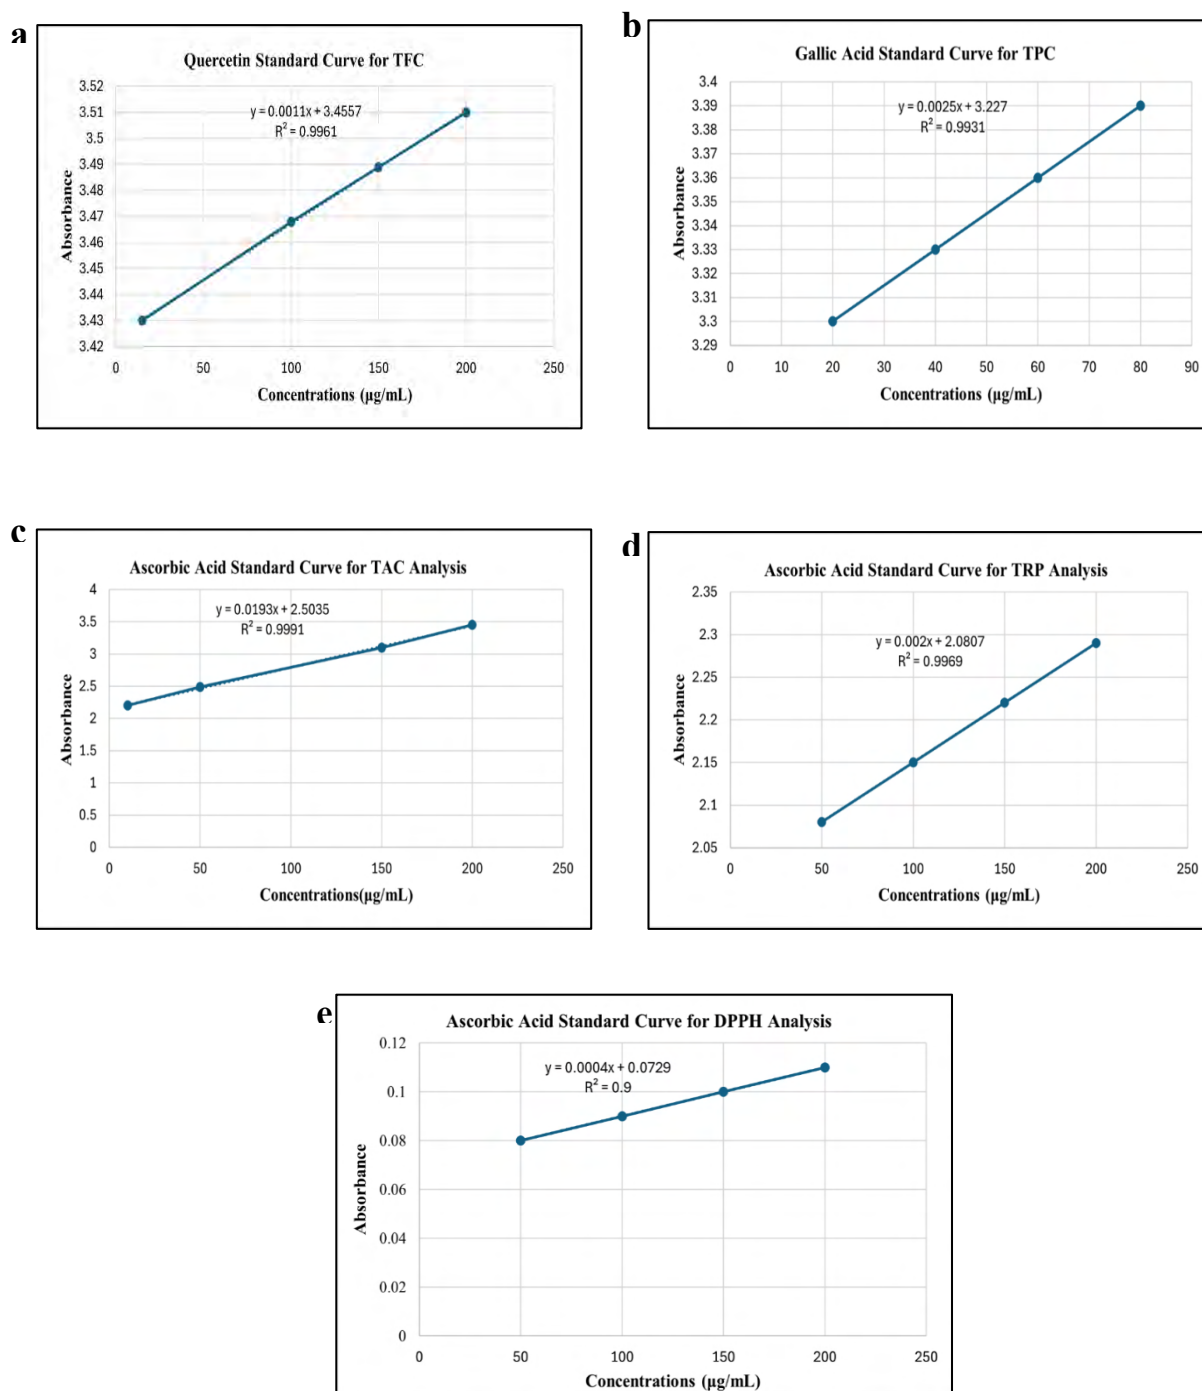 a
Quercetin Standard Curve for TFC
y = 0.0011x + 3.4557
R² = 0.9961
Absorbance
3.52
3.51
3.5
3.49
3.48
3.47
3.46
3.45
3.44
3.43
3.42
0 50 100 150 200 250
Concentrations (µg/mL)
b
Gallic Acid Standard Curve for TPC
y = 0.0025x + 3.227
R² = 0.9931
Absorbance
3.4
3.39
3.38
3.37
3.36
3.35
3.34
3.33
3.32
3.31
3.3
3.29
0 10 20 30 40 50 60 70 80 90
Concentrations (µg/mL)
c
Ascorbic Acid Standard Curve for TAC Analysis
y = 0.0193x + 2.5035
R² = 0.9991
Absorbance
4
3.5
3
2.5
2
1.5
1
0.5
0
0 50 100 150 200 250
Concentrations(µg/mL)
d
Ascorbic Acid Standard Curve for TRP Analysis
y = 0.002x + 2.0807
R² = 0.9969
Absorbance
2.35
2.3
2.25
2.2
2.15
2.1
2.05
0 50 100 150 200 250
Concentrations (µg/mL)
e
Ascorbic Acid Standard Curve for DPPH Analysis
y = 0.0004x + 0.0729
R² = 0.9
Absorbance
0.12
0.1
0.08
0.06
0.04
0.02
0
0 50 100 150 200 250
Concentrations (µg/mL)